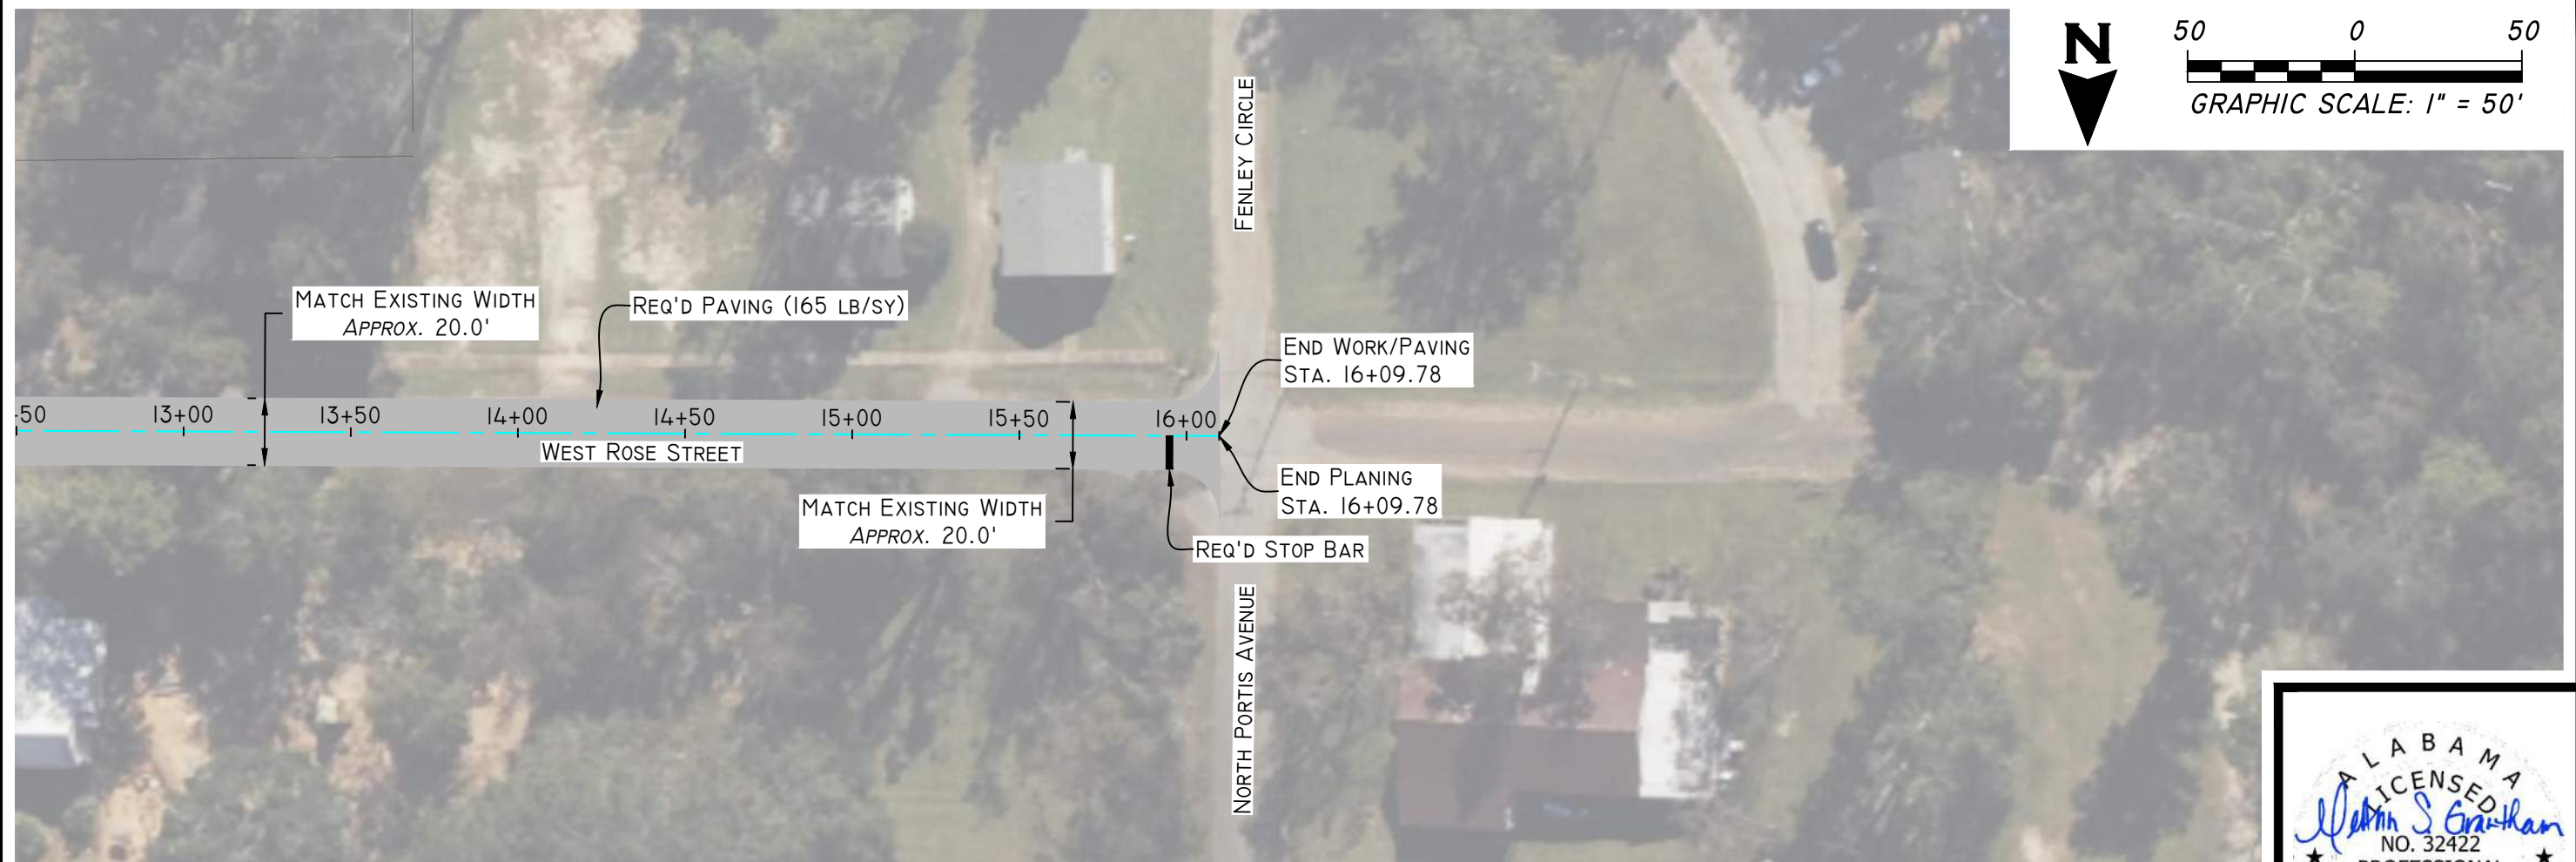 N
50 0 50
GRAPHIC SCALE: 1" = 50'
FENLEY CIRCLE
MATCH EXISTING WIDTH
APPROX. 20.0'
REQ'D PAVING (165 LB/SY)
END WORK/PAVING
STA. 16+09.78
+50 13+00 13+50 14+00 14+50 15+00 15+50 16+00
WEST ROSE STREET
END PLANING
STA. 16+09.78
MATCH EXISTING WIDTH
APPROX. 20.0'
REQ'D STOP BAR
NORTH PORTIS AVENUE
ALABAMA
LICENSED
NO. 32422
PROFESSIONAL